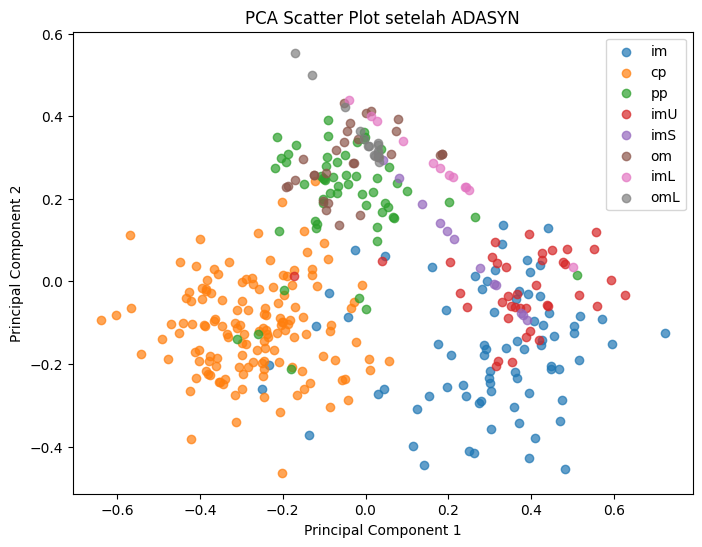 PCA Scatter Plot setelah ADASYN
Principal Component 2
0.6
0.4
0.2
0.0
−0.2
−0.4
im
cp
pp
imU
imS
om
imL
omL
−0.6
−0.4
−0.2
0.0
0.2
0.4
0.6
Principal Component 1